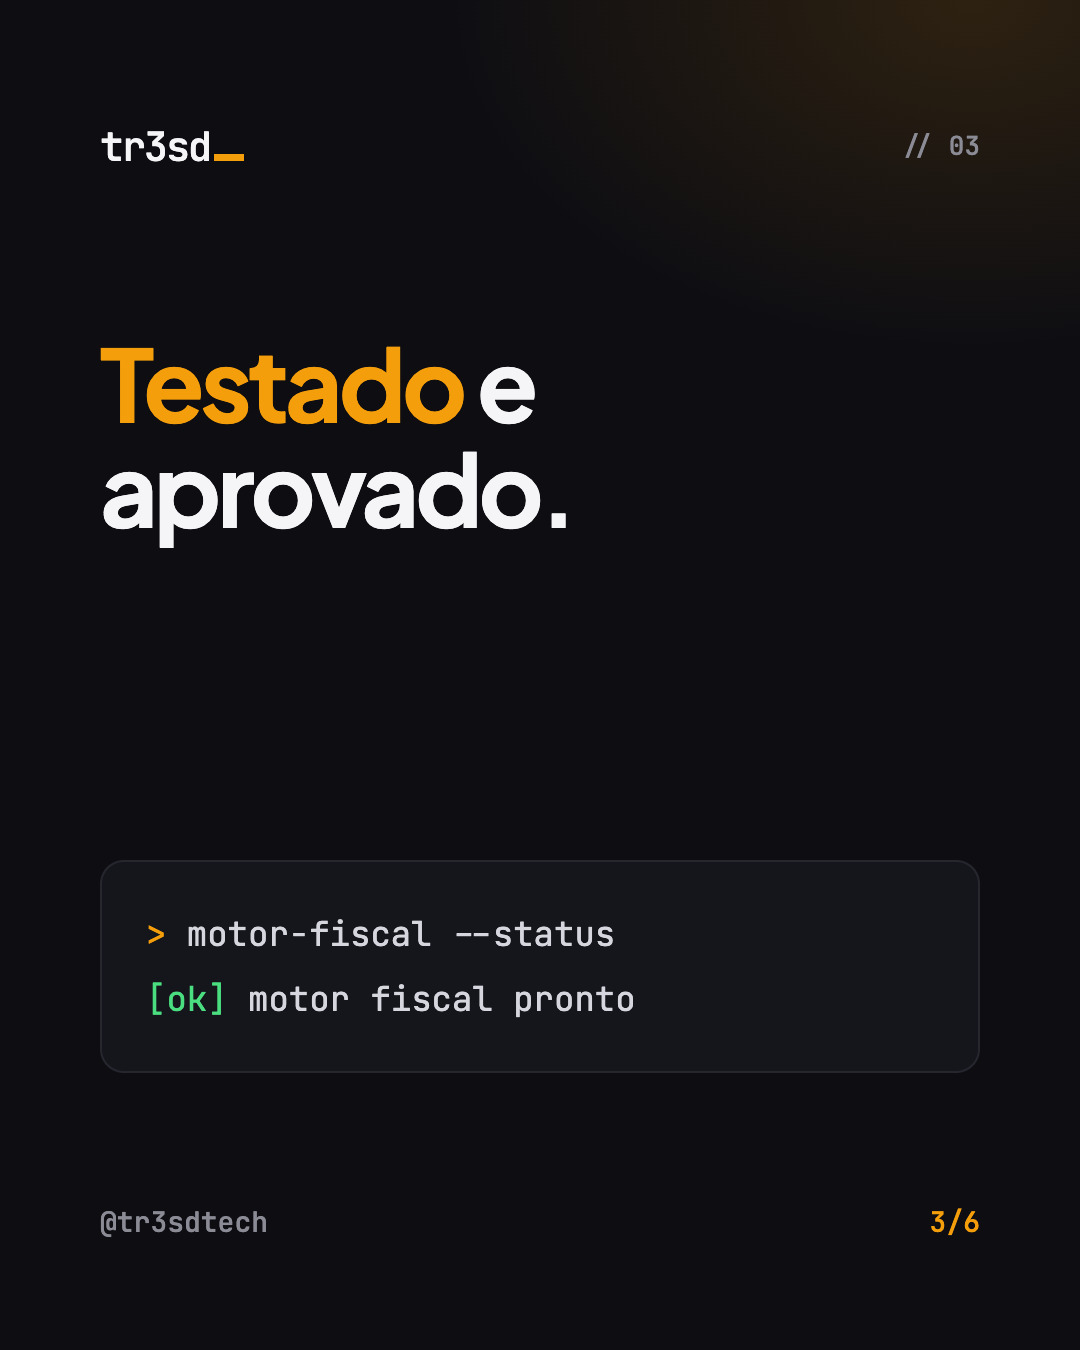 tr3sd_
// 03
Testado e
aprovado.
> motor-fiscal --status
[ok] motor fiscal pronto
@tr3sdtech
3/6